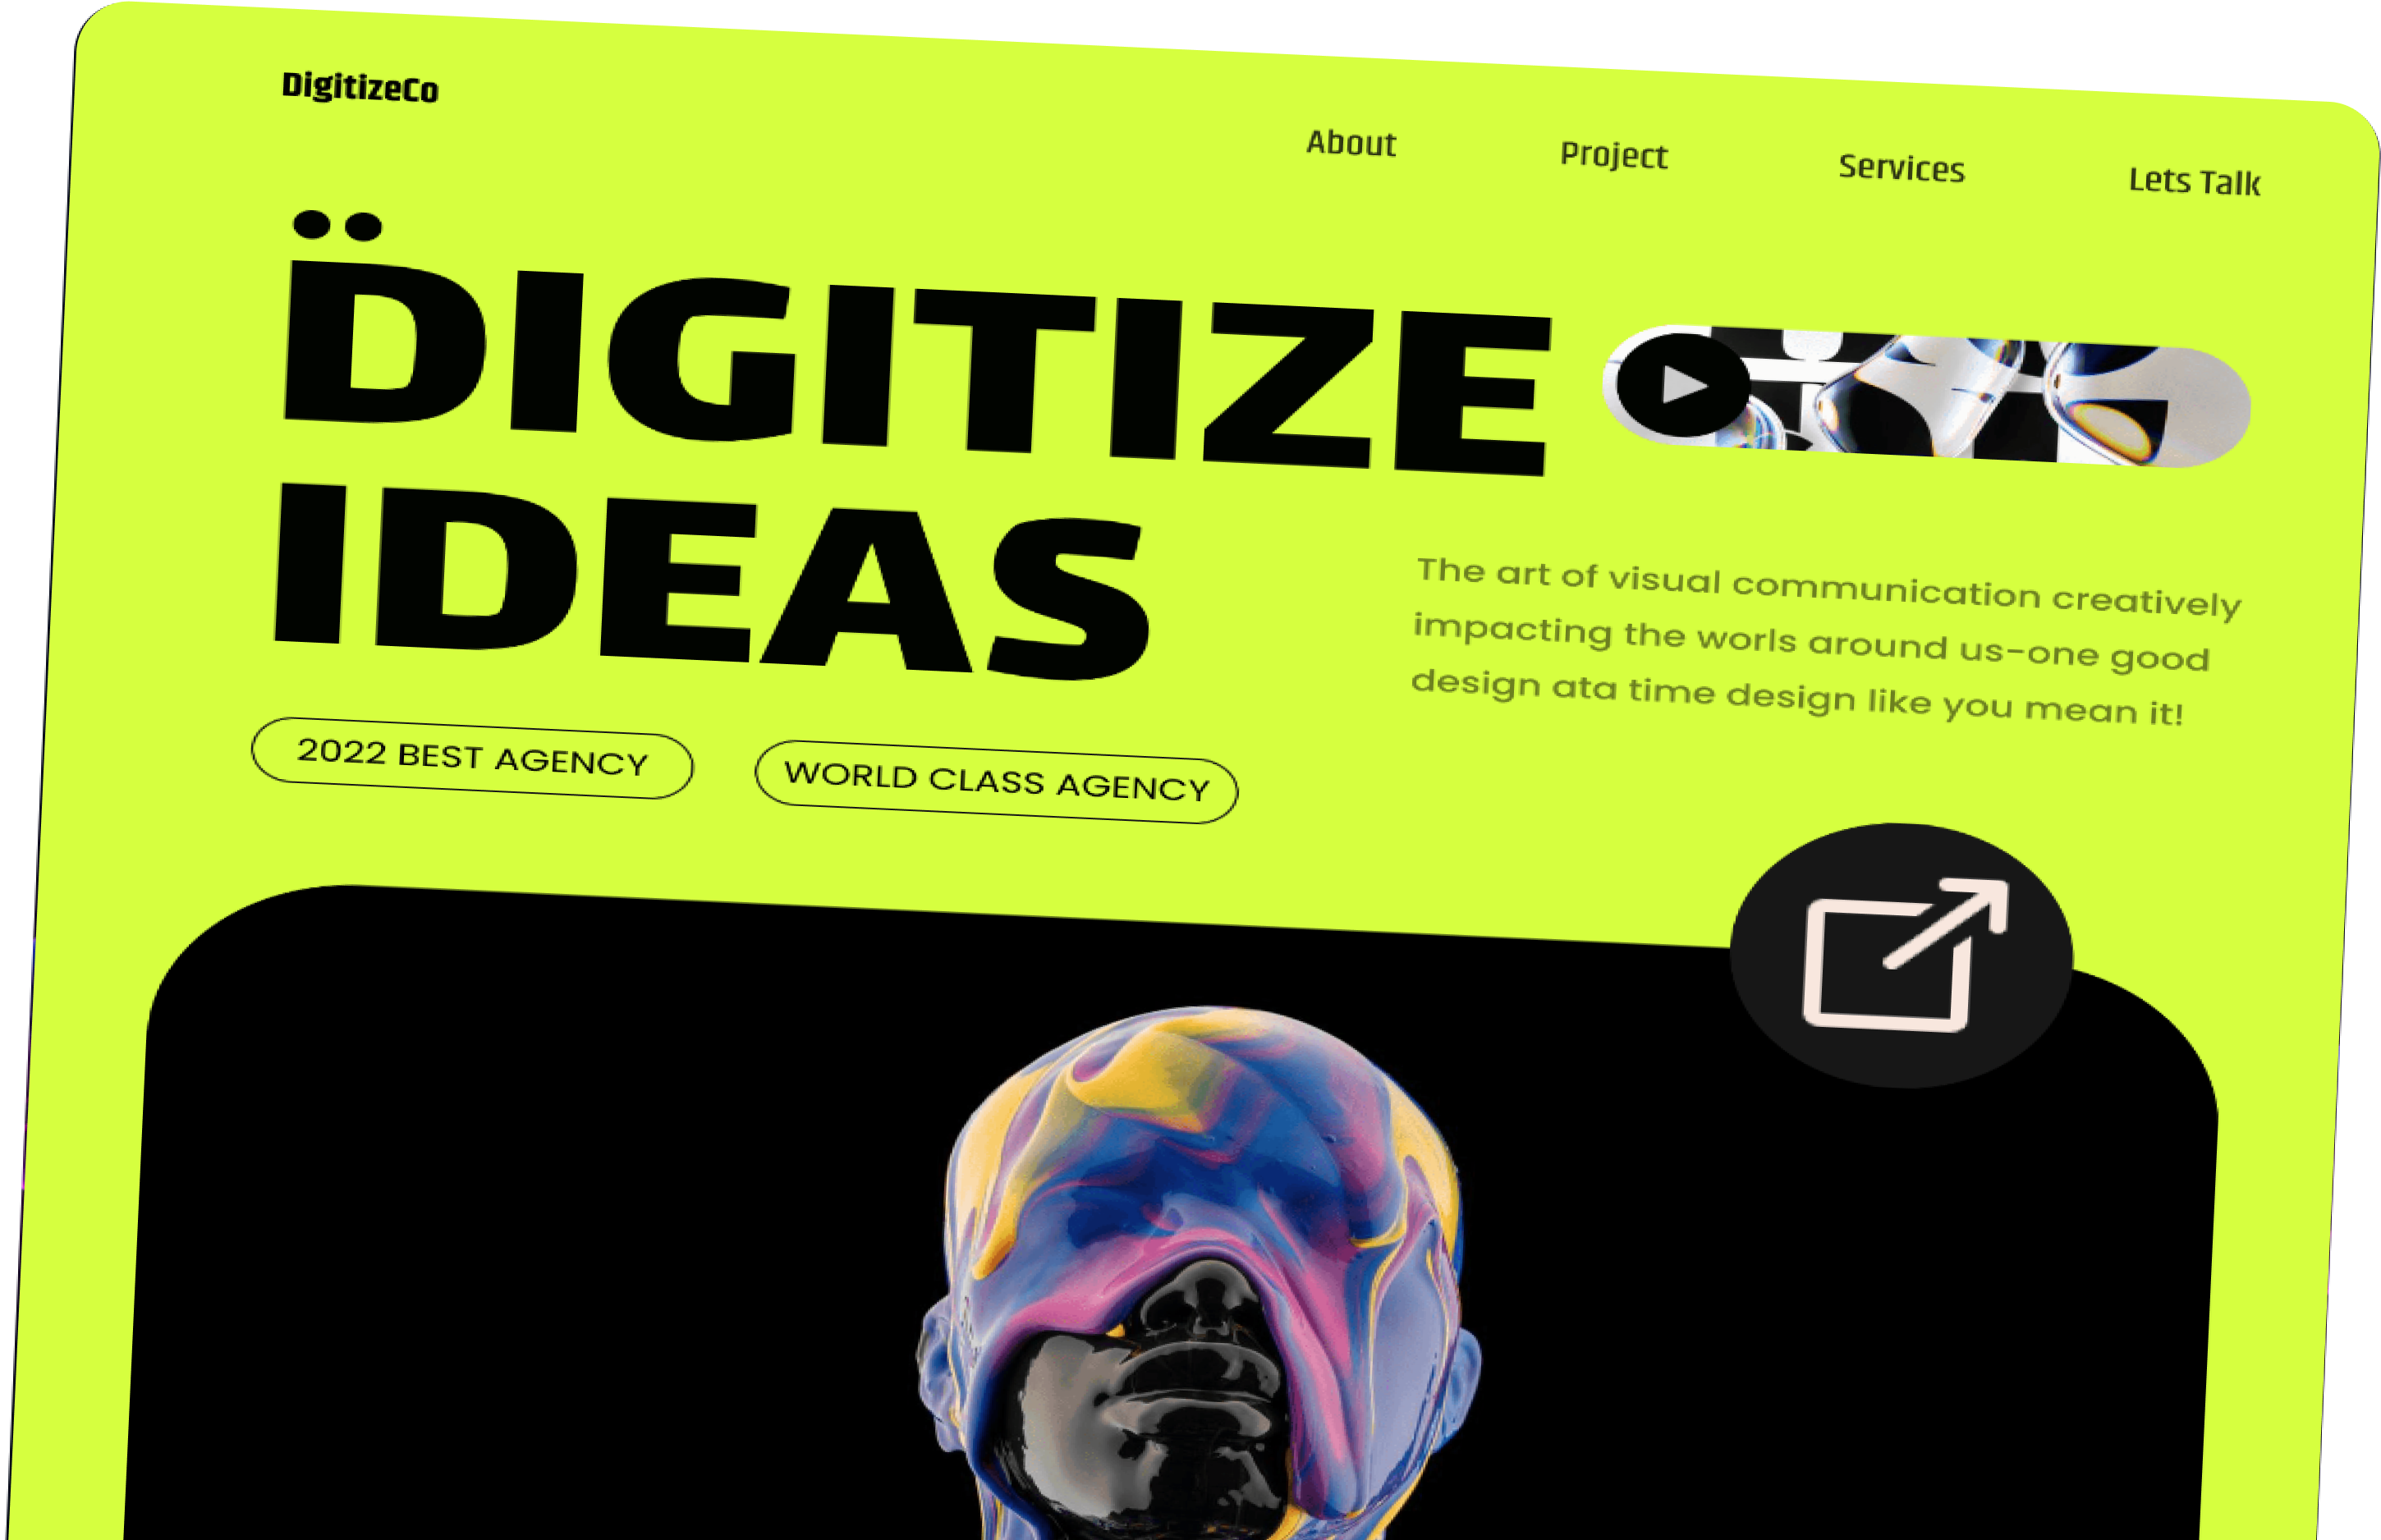 DigitizeCo
About Project Services Lets Talk
D̈IGITIZE
IDEAS
The art of visual communication creatively
impacting the worls around us-one good
design ata time design like you mean it!
2022 BEST AGENCY
WORLD CLASS AGENCY